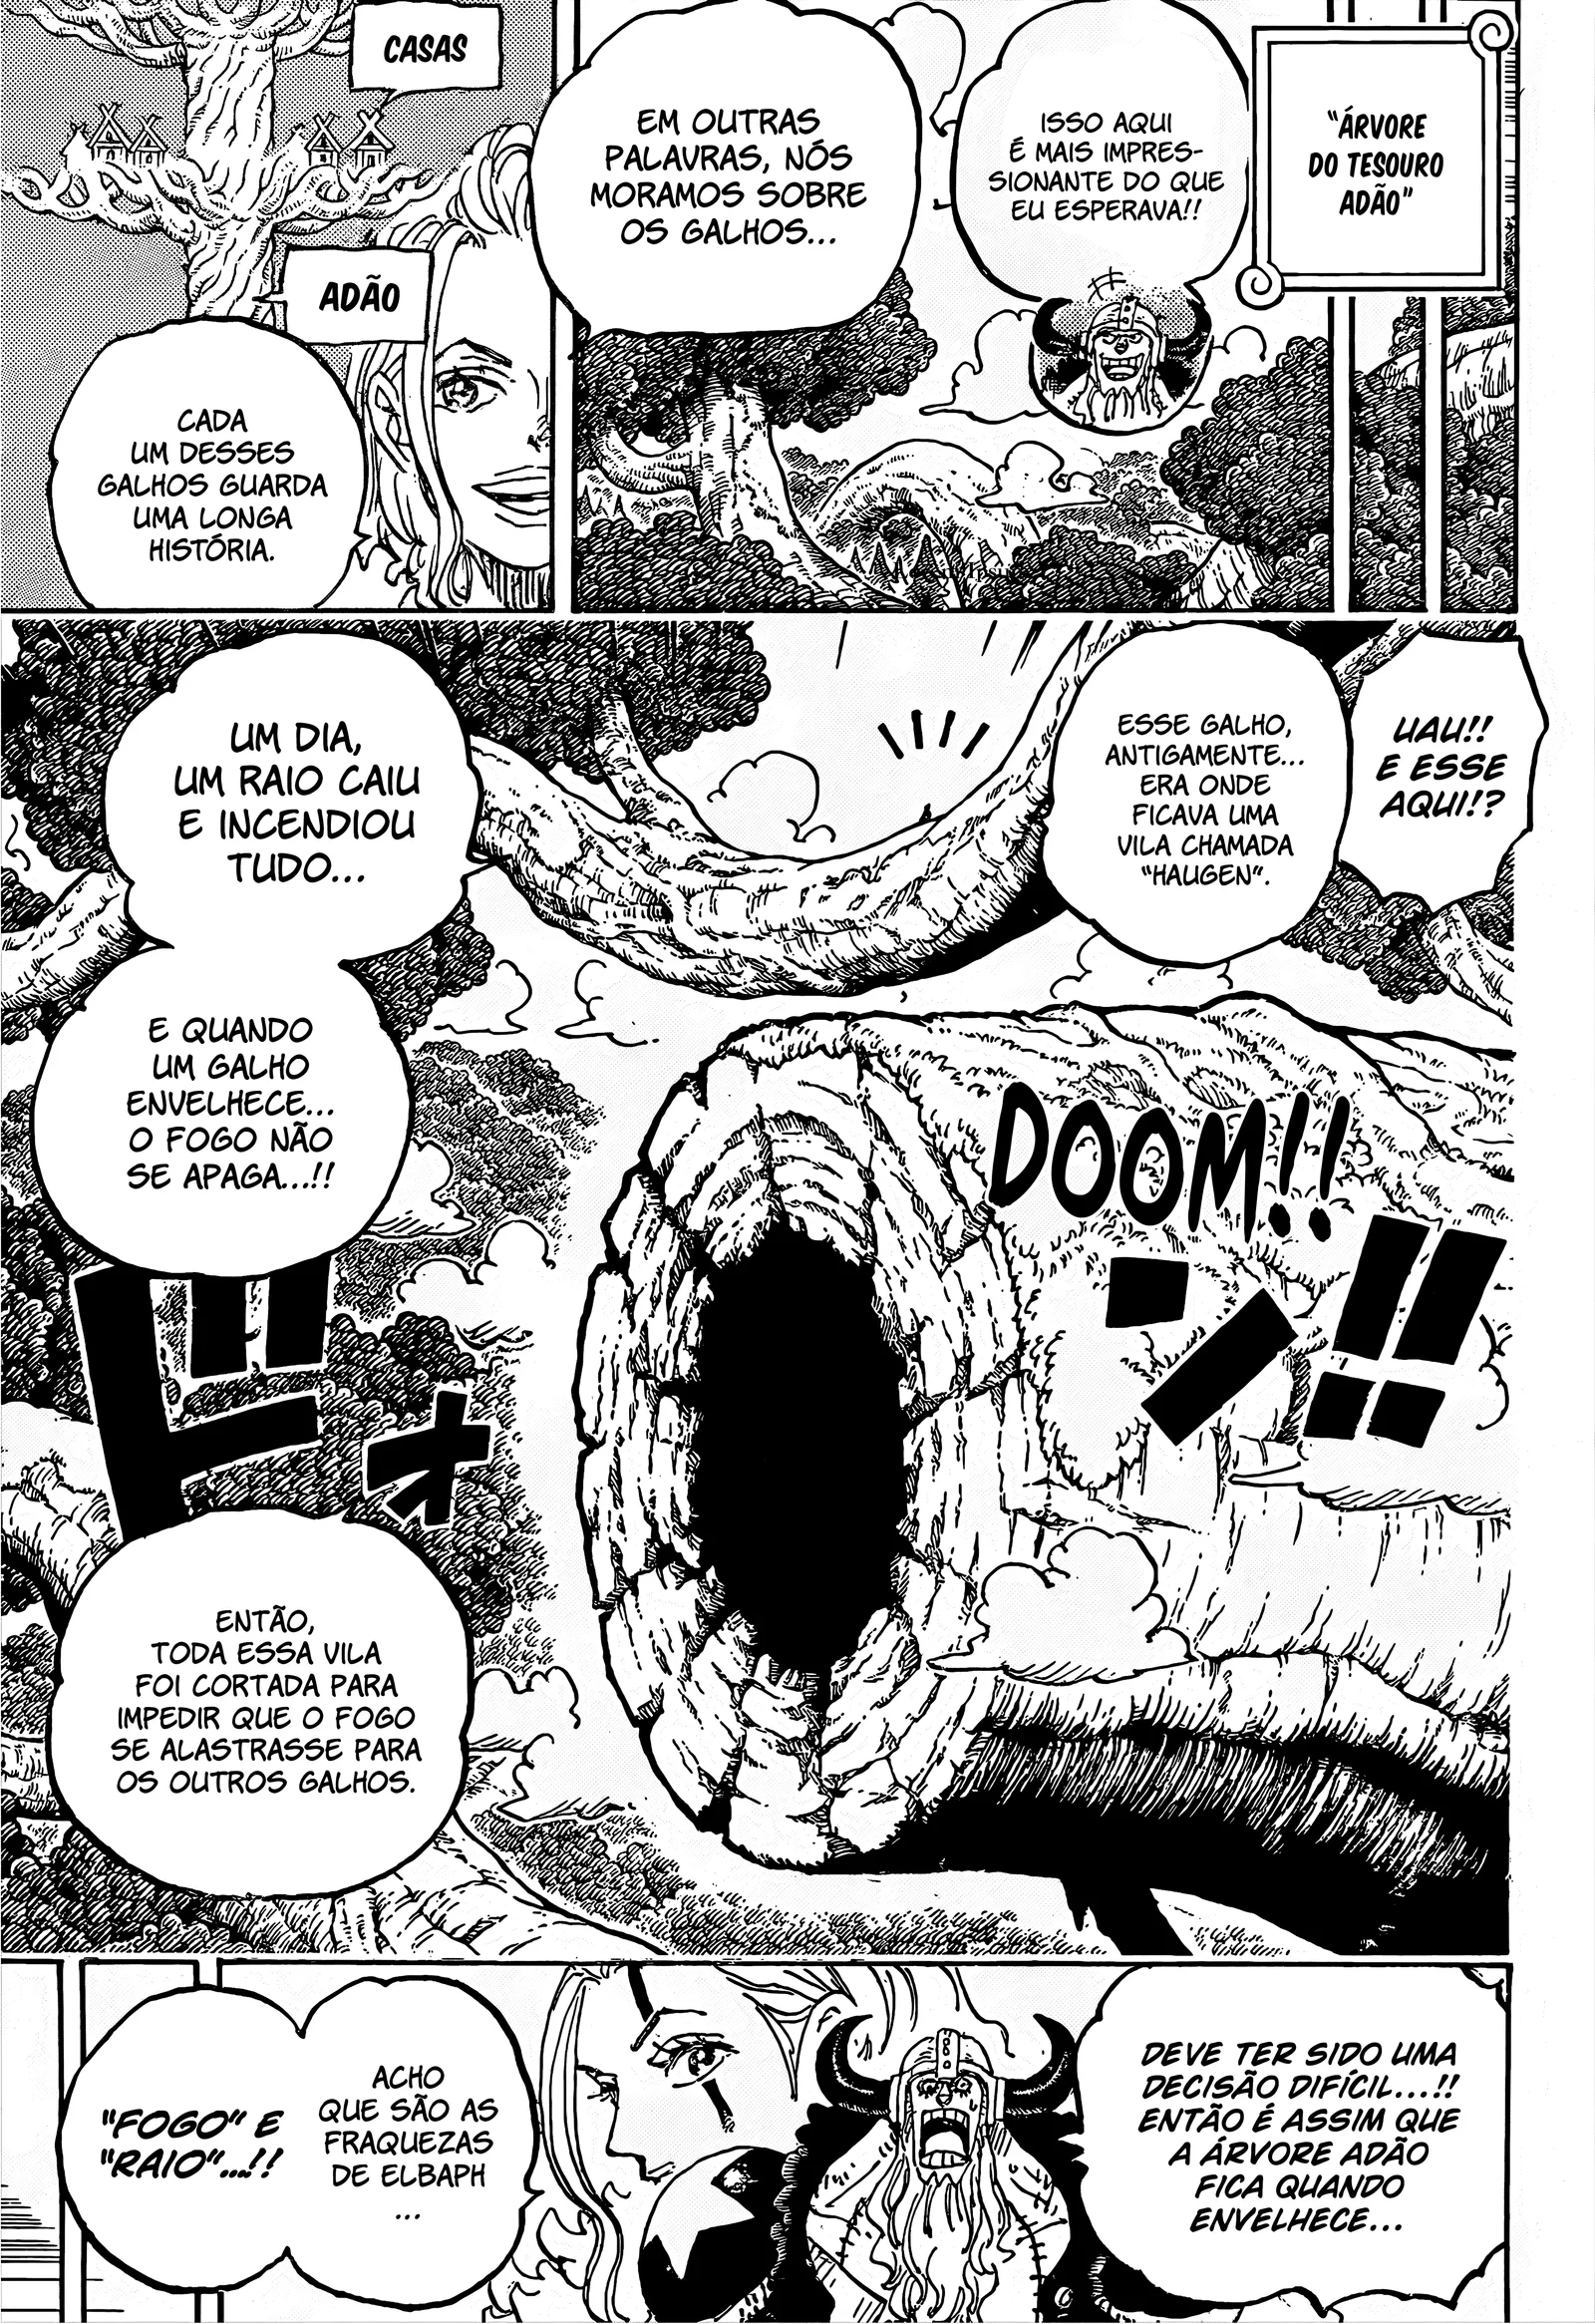 "ÁRVORE
DO TESOURO
ADÃO"
ISSO AQUI
É MAIS IMPRES-
SIONANTE DO QUE
EU ESPERAVA!!
EM OUTRAS
PALAVRAS, NÓS
MORAMOS SOBRE
OS GALHOS...
CASAS
ADÃO
CADA
UM DESSES
GALHOS GUARDA
UMA LONGA
HISTÓRIA.
UAU!!
E ESSE
AQUI!?
ESSE GALHO,
ANTIGAMENTE...
ERA ONDE
FICAVA UMA
VILA CHAMADA
"HAUGEN".
UM DIA,
UM RAIO CAIU
E INCENDIOU
TUDO...
E QUANDO
UM GALHO
ENVELHECE...
O FOGO NÃO
SE APAGA...!!
DOOM!!
ドォン!!
ENTÃO,
TODA ESSA VILA
FOI CORTADA PARA
IMPEDIR QUE O FOGO
SE ALASTRASSE PARA
OS OUTROS GALHOS.
DEVE TER SIDO UMA
DECISÃO DIFÍCIL...!!
ENTÃO É ASSIM QUE
A ÁRVORE ADÃO
FICA QUANDO
ENVELHECE...
ACHO
QUE SÃO AS
FRAQUEZAS
DE ELBAPH
...
"FOGO" E
"RAIO"...!!